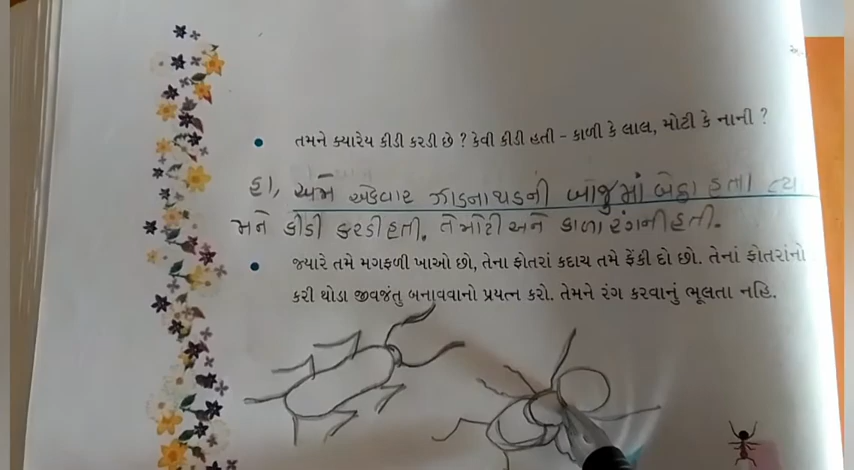 તમને ક્યારેય કીડી કરડી છે ? કેવી કીડી હતી - કાળી કે લાલ, મોટી કે નાની ?
હા, અમે એકવાર ઝાડનાથડની બાજુમાં બેઠા હતા ત્ય
મને કીડી કરડી હતી. તે મોટી અને કાળા રંગની હતી.
જ્યારે તમે મગફળી ખાઓ છો, તેના ફોતરાં કદાચ તમે ફેંકી દો છો. તેનાં ફોતરાંનો
કરી થોડા જીવજંતુ બનાવવાનો પ્રયત્ન કરો. તેમને રંગ કરવાનું ભૂલતા નહિ.